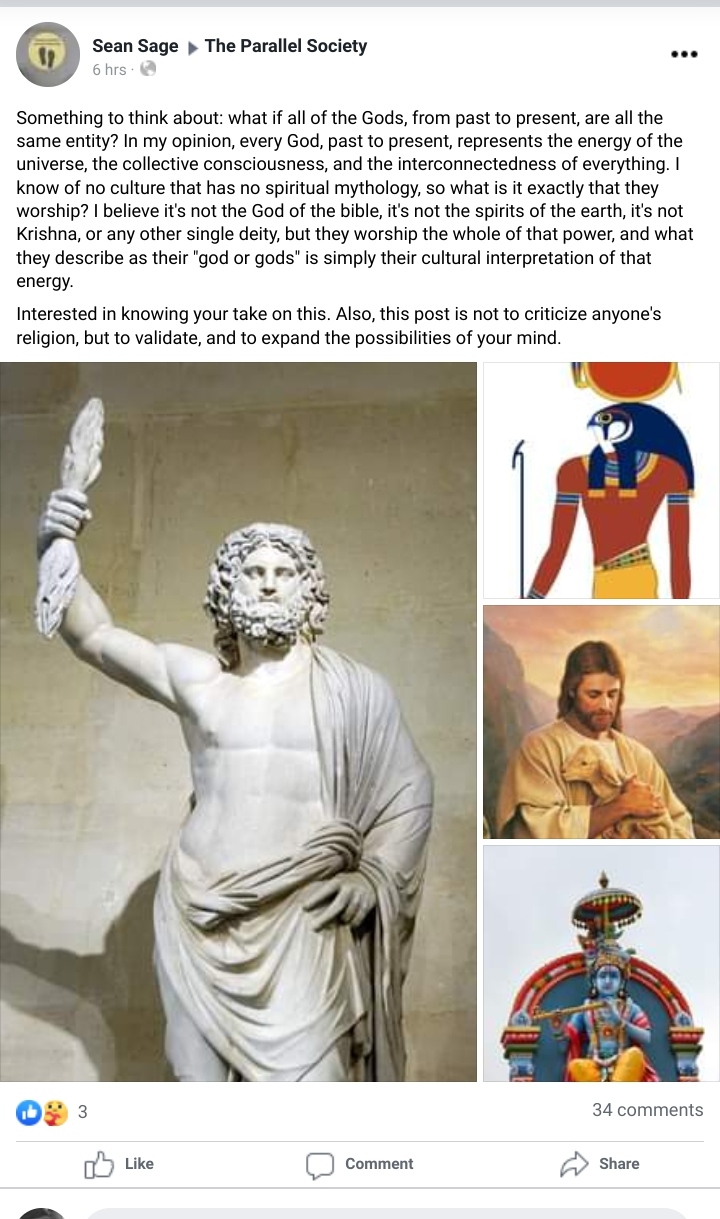 Sean Sage ▶ The Parallel Society
6 hrs ·
Something to think about: what if all of the Gods, from past to present, are all the
same entity? In my opinion, every God, past to present, represents the energy of the
universe, the collective consciousness, and the interconnectedness of everything. I
know of no culture that has no spiritual mythology, so what is it exactly that they
worship? I believe it's not the God of the bible, it's not the spirits of the earth, it's not
Krishna, or any other single deity, but they worship the whole of that power, and what
they describe as their "god or gods" is simply their cultural interpretation of that
energy.
Interested in knowing your take on this. Also, this post is not to criticize anyone's
religion, but to validate, and to expand the possibilities of your mind.
3
34 comments
Like
Comment
Share